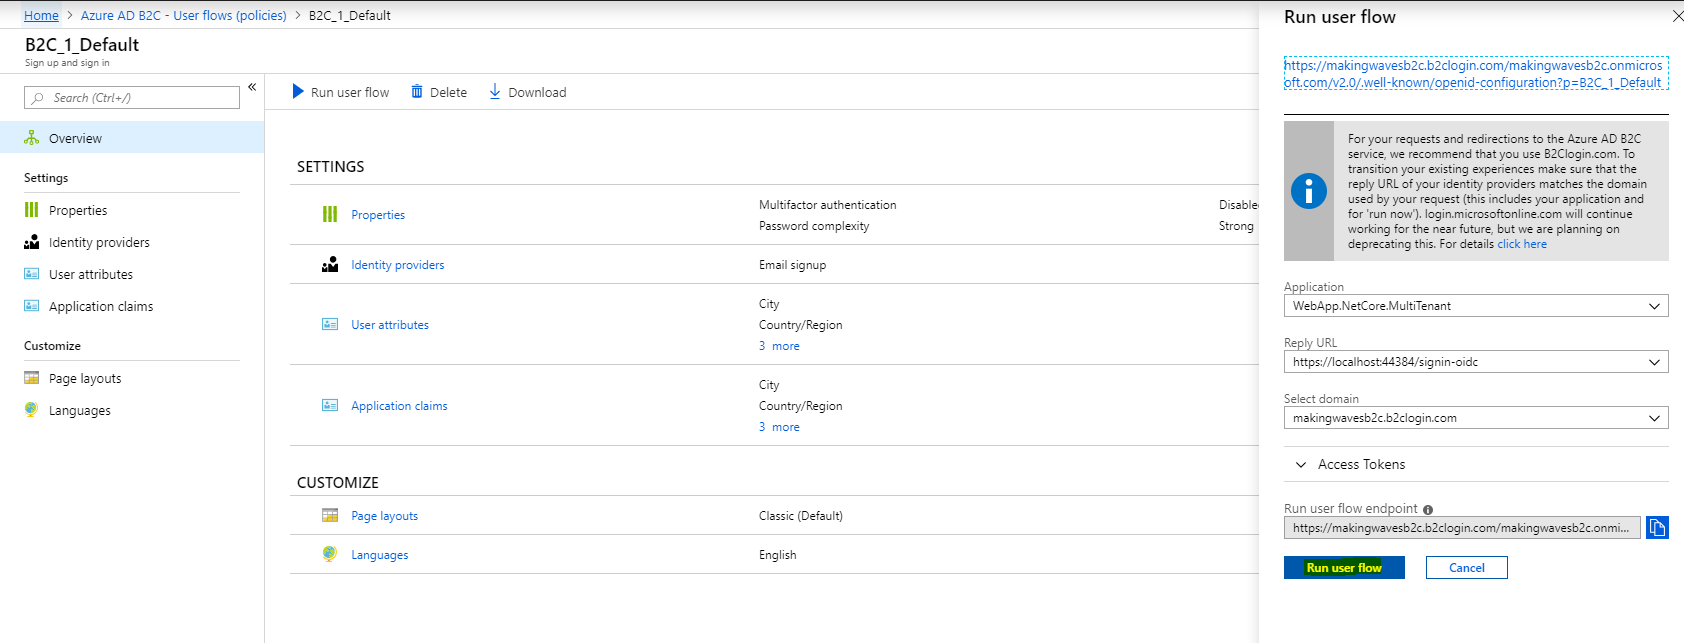 Home > Azure AD B2C - User flows (policies) > B2C_1_Default
B2C_1_Default
Sign up and sign in
Search (Ctrl+/)
«
Overview
Settings
Properties
Identity providers
User attributes
Application claims
Customize
Page layouts
Languages
Run user flow Delete Download
SETTINGS
Properties
Multifactor authentication
Password complexity
Strong
Identity providers
Email signup
User attributes
City
Country/Region
3 more
Application claims
City
Country/Region
3 more
CUSTOMIZE
Page layouts
Classic (Default)
Languages
English
Run user flow
https://makingwavesb2c.b2clogin.com/makingwavesb2c.onmicros
oft.com/v2.0/.well-known/openid-configuration?p=B2C_1_Default
For your requests and redirections to the Azure AD B2C
service, we recommend that you use B2Clogin.com. To
transition your existing experiences make sure that the
reply URL of your identity providers matches the domain
used by your request (this includes your application and
for 'run now'). login.microsoftonline.com will continue
working for the near future, but we are planning on
deprecating this. For details click here
Application
WebApp.NetCore.MultiTenant
Reply URL
https://localhost:44384/signin-oidc
Select domain
makingwavesb2c.b2clogin.com
Access Tokens
Run user flow endpoint
https://makingwavesb2c.b2clogin.com/makingwavesb2c.onmi...
Run user flow
Cancel